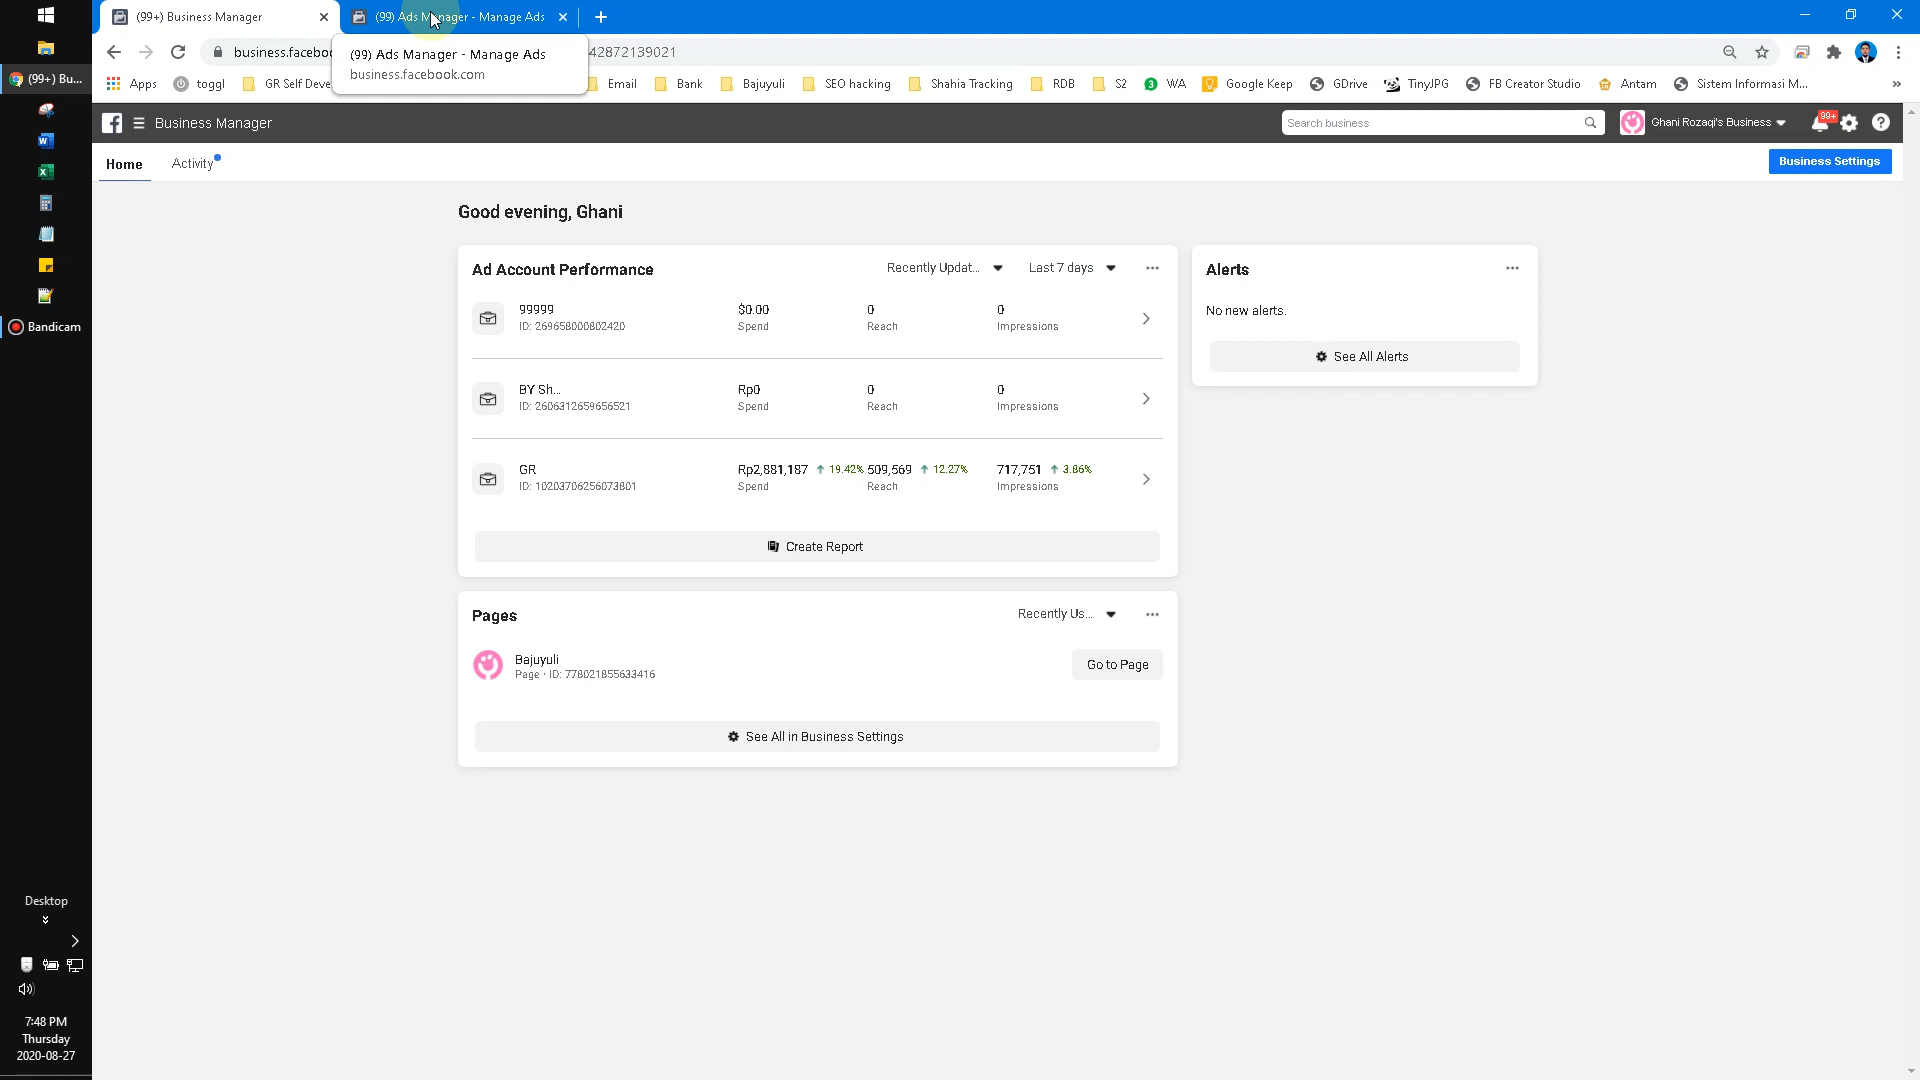 (99+) Business Manager
(99) Ads Manager - Manage Ads
(99+) Bu...
business.facebo
42872139021
(99) Ads Manager - Manage Ads
business.facebook.com
Apps
toggl
GR Self Deve
Email
Bank
Bajuyuli
SEO hacking
Shahia Tracking
RDB
S2
3
WA
Google Keep
GDrive
TinyJPG
FB Creator Studio
Antam
Sistem Informasi M...
»
Business Manager
Search business
Ghani Rozaqi's Business
99+
Home
Activity
Business Settings
Good evening, Ghani
Ad Account Performance
Recently Updat...
Last 7 days
99999
$0.00
0
0
ID: 269658000802420
Spend
Reach
Impressions
BY Sh...
Rp0
0
0
ID: 2606312659656521
Spend
Reach
Impressions
GR
Rp2,881,187 ↑ 19.42%
509,569 ↑ 12.27%
717,751 ↑ 3.86%
ID: 10203706256073801
Spend
Reach
Impressions
Create Report
Alerts
No new alerts.
See All Alerts
Pages
Recently Us...
Bajuyuli
Page · ID: 778021855633416
Go to Page
See All in Business Settings
Bandicam
Desktop
7:48 PM
Thursday
2020-08-27